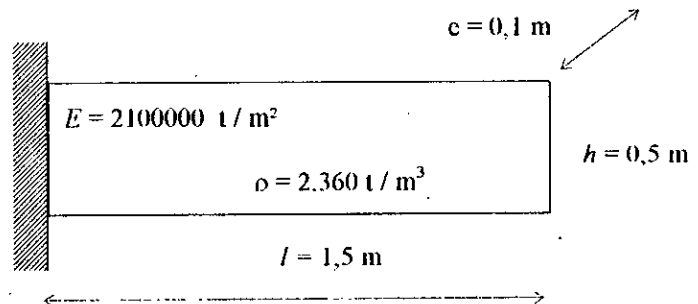 e = 0,1 m
E = 2100000 t / m²
h = 0,5 m
ρ = 2.360 t / m³
l = 1,5 m